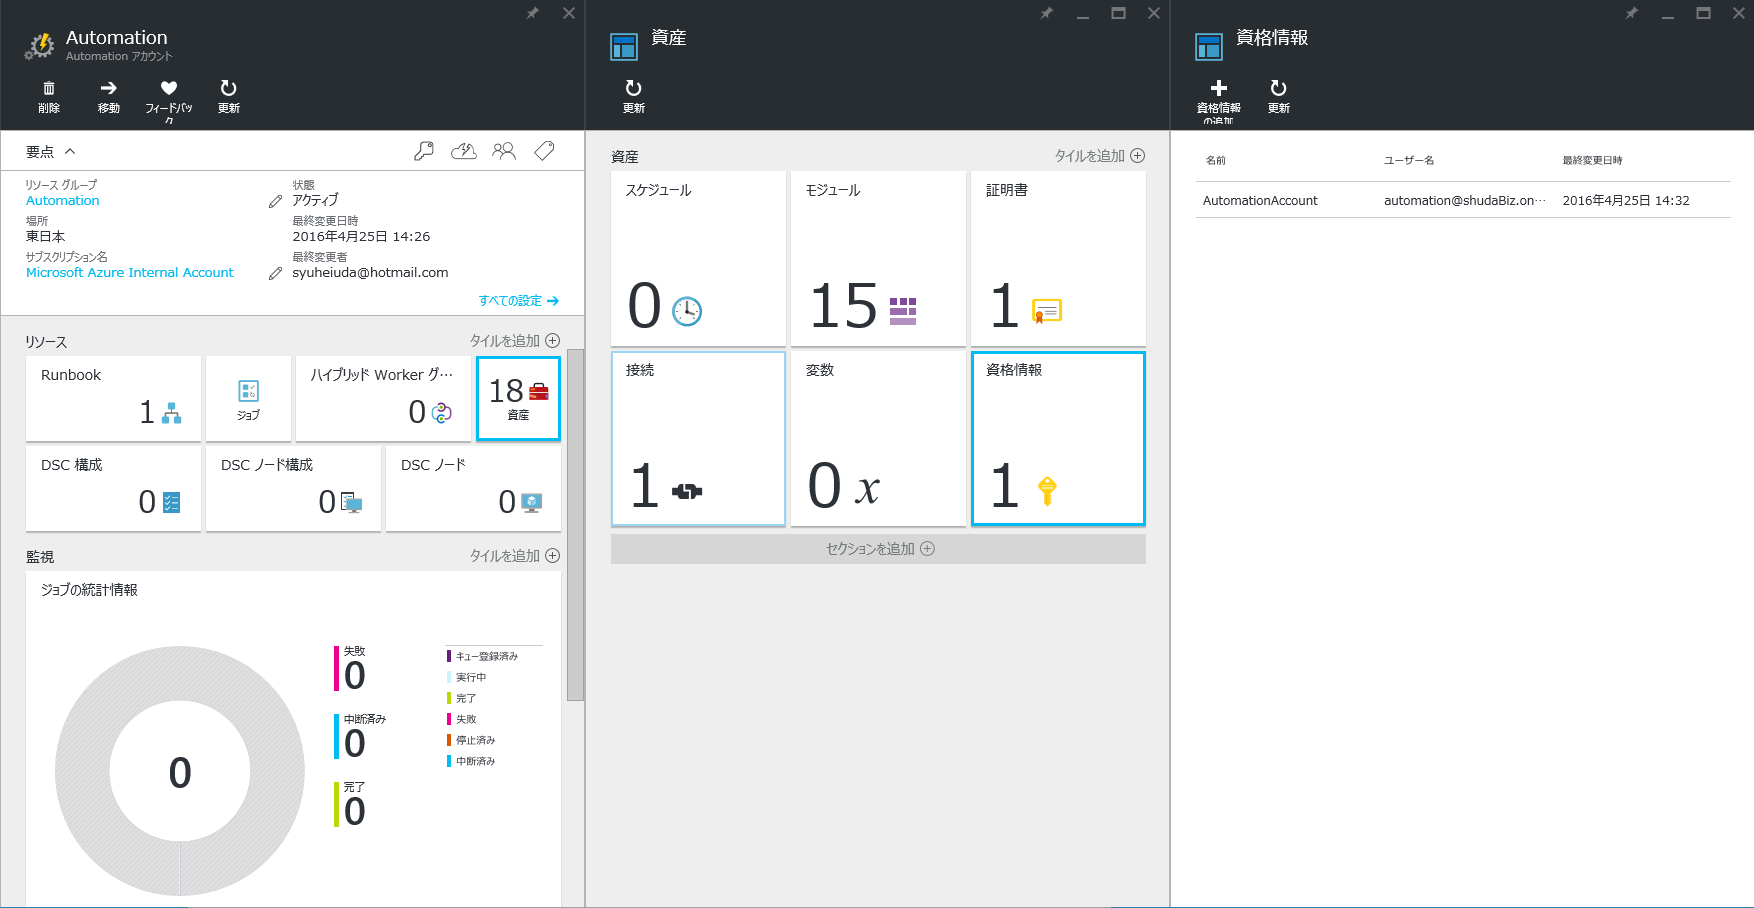 Automation
Automation アカウント
削除
移動
フィードバッ
ク
更新
要点
リソース グループ
Automation
状態
アクティブ
場所
東日本
最終変更日時
2016年4月25日 14:26
サブスクリプション名
Microsoft Azure Internal Account
最終変更者
syuheiuda@hotmail.com
すべての設定
リソース
タイルを追加
Runbook
1
ジョブ
ハイブリッド Worker グ…
0
18
資産
DSC 構成
0
DSC ノード構成
0
DSC ノード
0
監視
タイルを追加
ジョブの統計情報
0
失敗
0
中断済み
0
完了
0
キュー登録済み
実行中
完了
失敗
停止済み
中断済み
資産
更新
資産
タイルを追加
スケジュール
0
モジュール
15
証明書
1
接続
1
変数
0 x
資格情報
1
セクションを追加
資格情報
資格情報
の追加
更新
名前 ユーザー名 最終変更日時
AutomationAccount automation@shudaBiz.on… 2016年4月25日 14:32